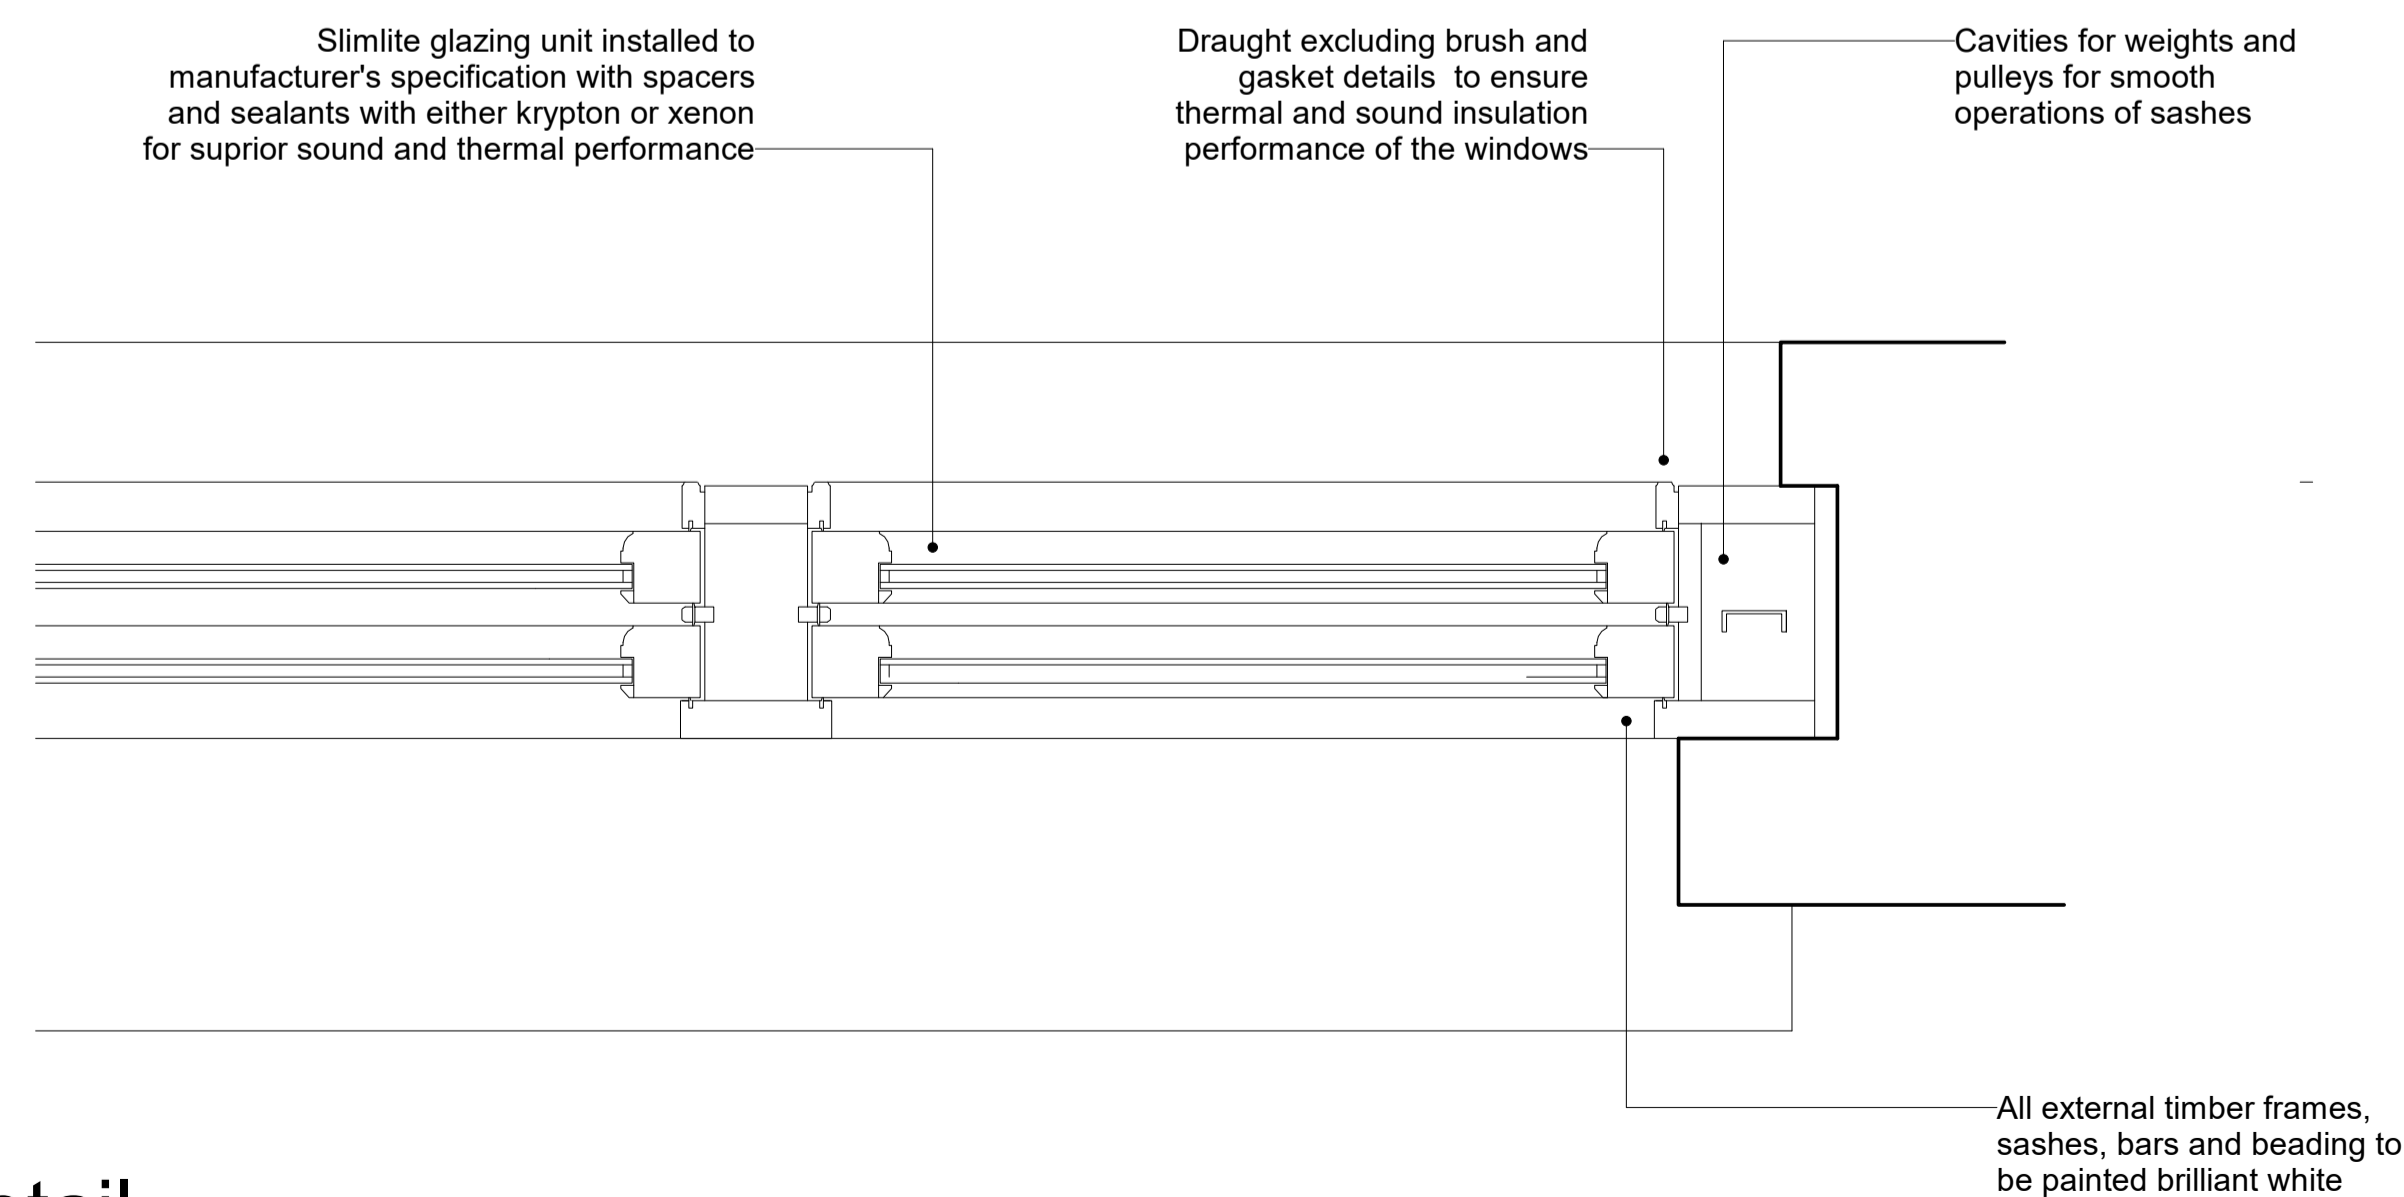 Slimlite glazing unit installed to
manufacturer's specification with spacers
and sealants with either krypton or xenon
for suprior sound and thermal performance
Draught excluding brush and
gasket details  to ensure
thermal and sound insulation
performance of the windows
Cavities for weights and
pulleys for smooth
operations of sashes
All external timber frames,
sashes, bars and beading to
be painted brilliant white